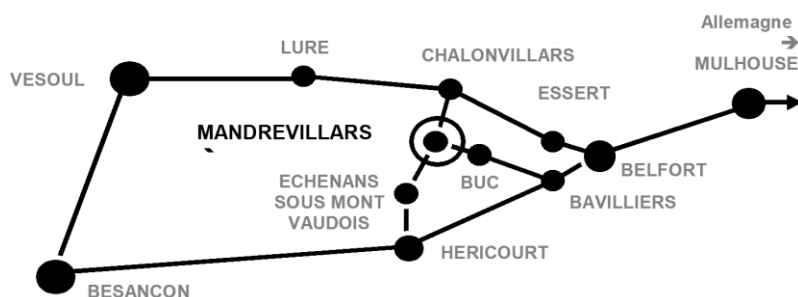 Allemagne
➔
MULHOUSE
LURE
CHALONVILLARS
VESOUL
ESSERT
MANDREVILLARS
BUC
BELFORT
ECHENANS
SOUS MONT
VAUDOIS
BAVILLIERS
HERICOURT
BESANCON